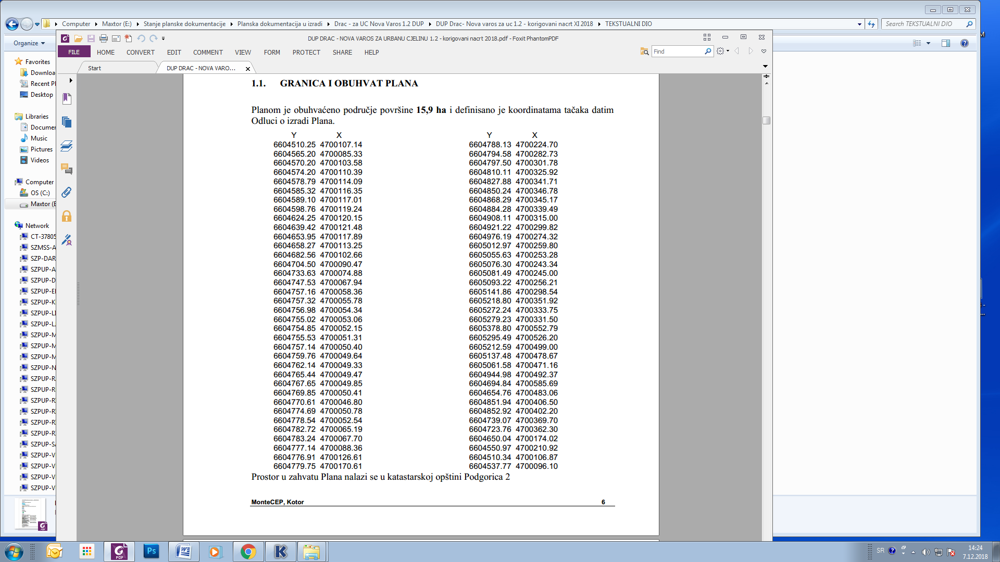 Computer Maxtor (E:) Stanje planske dokumentacije Planska dokumentacija u izradi Drac - za UC Nova Varos 1.2 DUP DUP Drac- Nova varos za uc 1.2 - korigovani nacrt XI 2018 TEKSTUALNI DIO Search TEKSTUALNI DIO
Organize
DUP DRAC - NOVA VAROS ZA URBANU CJELINU 1.2 - korigovani nacrt 2018.pdf - Foxit PhantomPDF
FILE HOME CONVERT EDIT COMMENT VIEW FORM PROTECT SHARE HELP Find
Start DUP DRAC - NOVA VARO...
Favorites
Downloa
Recent Pl
Desktop
Libraries
Documen
Music
Pictures
Videos
Computer
OS (C:)
Maxtor (E
Network
CT-37805
SZMSS-A
SZP-DAR
SZPUP-A
SZPUP-D
SZPUP-EI
SZPUP-K
SZPUP-LI
SZPUP-L
SZPUP-M
SZPUP-M
SZPUP-M
SZPUP-N
SZPUP-R
SZPUP-R
SZPUP-R
SZPUP-R
SZPUP-R
SZPUP-R
SZPUP-S
SZPUP-V
SZPUP-V
SZPUP-V
SZPUP-V
1.1. GRANICA I OBUHVAT PLANA
Planom je obuhvaćeno područje površine 15,9 ha i definisano je koordinatama tačaka datim
Odluci o izradi Plana.
Y X Y X
6604510.25 4700107.14 6604788.13 4700224.70
6604565.20 4700085.33 6604794.58 4700282.73
6604570.20 4700103.58 6604797.50 4700301.78
6604574.20 4700110.39 6604810.11 4700325.92
6604578.79 4700114.09 6604827.88 4700341.71
6604585.32 4700116.35 6604850.24 4700346.78
6604589.10 4700117.01 6604868.29 4700345.17
6604598.76 4700119.24 6604884.28 4700339.49
6604624.25 4700120.15 6604908.11 4700315.00
6604639.42 4700121.48 6604921.22 4700299.82
6604653.95 4700117.89 6604976.19 4700274.32
6604658.27 4700113.25 6605012.97 4700259.80
6604682.56 4700102.66 6605055.63 4700253.28
6604704.50 4700090.47 6605076.30 4700243.34
6604733.63 4700074.88 6605081.49 4700245.00
6604747.53 4700067.94 6605093.22 4700256.21
6604757.16 4700058.36 6605141.86 4700298.54
6604757.32 4700055.78 6605218.80 4700351.92
6604756.98 4700054.34 6605272.24 4700333.75
6604755.02 4700053.06 6605279.23 4700331.50
6604754.85 4700052.15 6605378.80 4700552.79
6604755.53 4700051.31 6605295.49 4700526.20
6604757.14 4700050.40 6605212.59 4700499.00
6604759.76 4700049.64 6605137.48 4700478.67
6604762.14 4700049.33 6605061.58 4700471.16
6604765.44 4700049.47 6604944.98 4700492.37
6604767.65 4700049.85 6604694.84 4700585.69
6604769.85 4700050.41 6604654.76 4700483.06
6604770.61 4700046.80 6604851.94 4700406.50
6604774.69 4700050.78 6604852.92 4700402.20
6604778.54 4700052.54 6604739.07 4700369.70
6604782.72 4700065.19 6604723.76 4700362.30
6604783.24 4700067.70 6604650.04 4700174.02
6604777.14 4700088.36 6604550.97 4700210.92
6604776.91 4700126.61 6604510.34 4700106.87
6604779.75 4700170.61 6604537.77 4700096.10
Prostor u zahvatu Plana nalazi se u katastarskoj opštini Podgorica 2
MonteCEP, Kotor 6
SR 14:24
7.12.2018